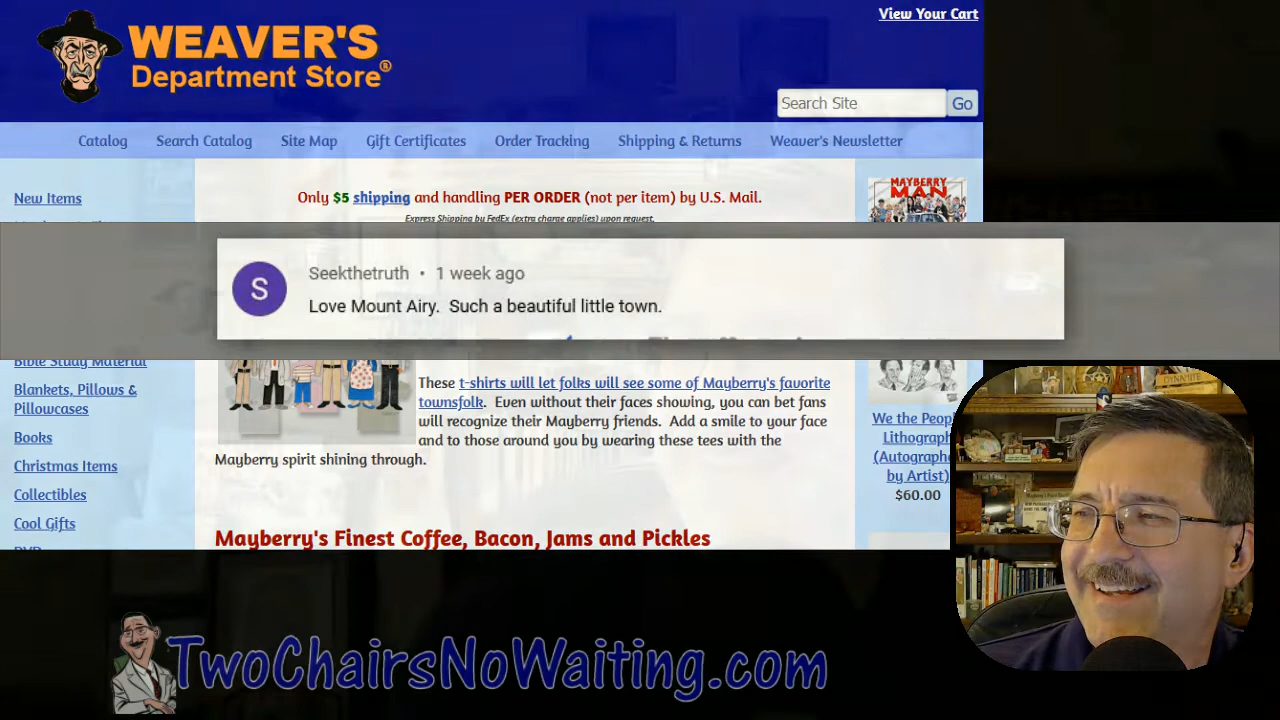 View Your Cart
WEAVER'S
Department Store®
Search Site
Go
Catalog Search Catalog Site Map Gift Certificates Order Tracking Shipping & Returns Weaver's Newsletter
New Items
Only $5 shipping and handling PER ORDER (not per item) by U.S. Mail.
Express Shipping by FedEx (extra charge applies) upon request.
MAYBERRY
MAN
S
Seekthetruth • 1 week ago
Love Mount Airy. Such a beautiful little town.
Bible Study Material
Blankets, Pillows &
Pillowcases
Books
Christmas Items
Collectibles
Cool Gifts
These t-shirts will let folks will see some of Mayberry's favorite
townsfolk. Even without their faces showing, you can bet fans
will recognize their Mayberry friends. Add a smile to your face
and to those around you by wearing these tees with the
Mayberry spirit shining through.
Mayberry's Finest Coffee, Bacon, Jams and Pickles
We the Peop
Lithograph
(Autographe
by Artist)
$60.00
DYNAMITE
TwoChairsNoWaiting.com